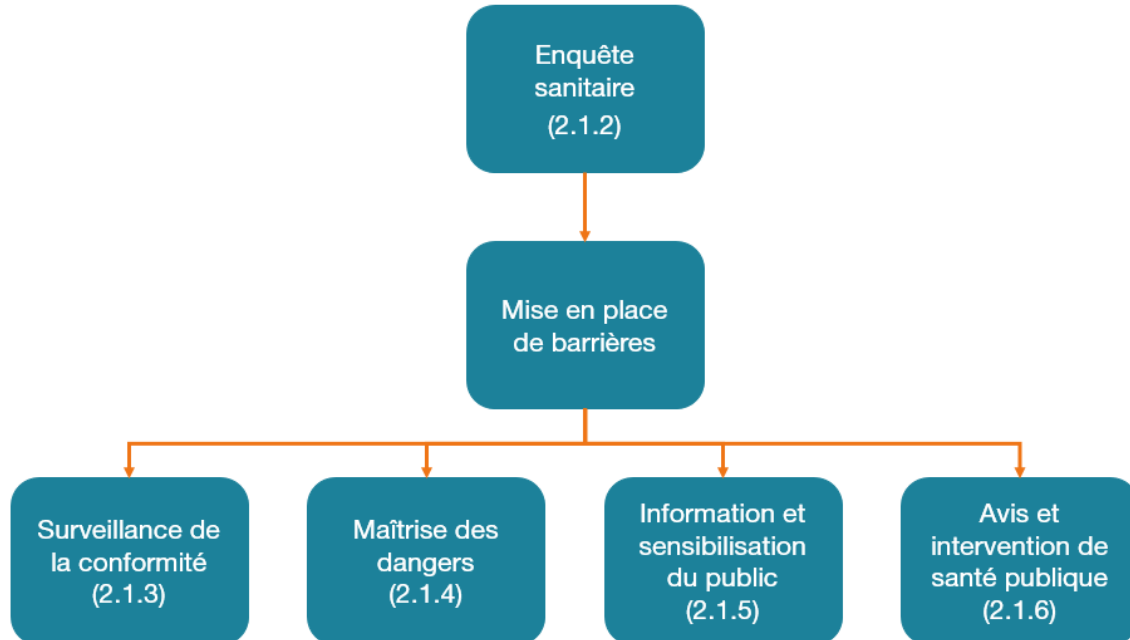 Enquête
sanitaire
(2.1.2)
Mise en place
de barrières
Surveillance de
la conformité
(2.1.3)
Maîtrise des
dangers
(2.1.4)
Information et
sensibilisation
du public
(2.1.5)
Avis et
intervention de
santé publique
(2.1.6)